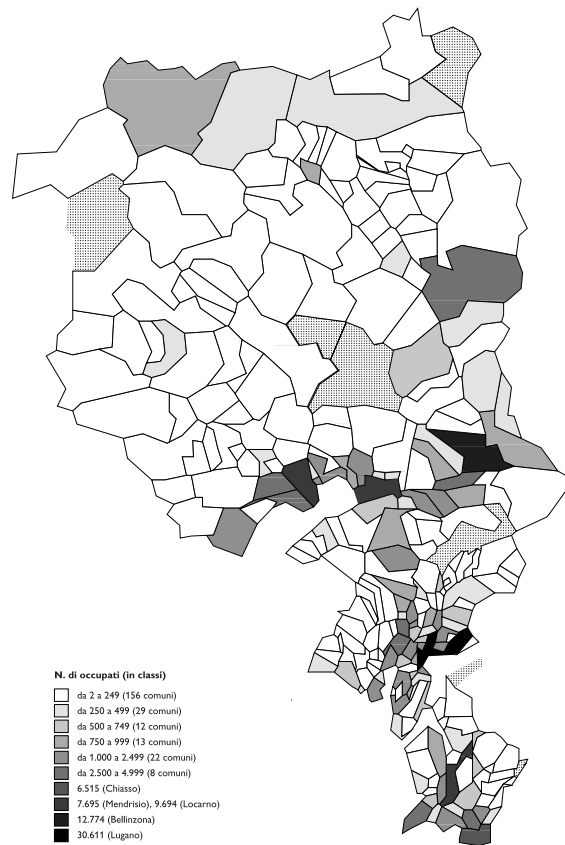 N. di occupati (in classi)
da 2 a 249 (156 comuni)
da 250 a 499 (29 comuni)
da 500 a 749 (12 comuni)
da 750 a 999 (13 comuni)
da 1.000 a 2.499 (22 comuni)
da 2.500 a 4.999 (8 comuni)
6.515 (Chiasso)
7.695 (Mendrisio), 9.694 (Locarno)
12.774 (Bellinzona)
30.611 (Lugano)